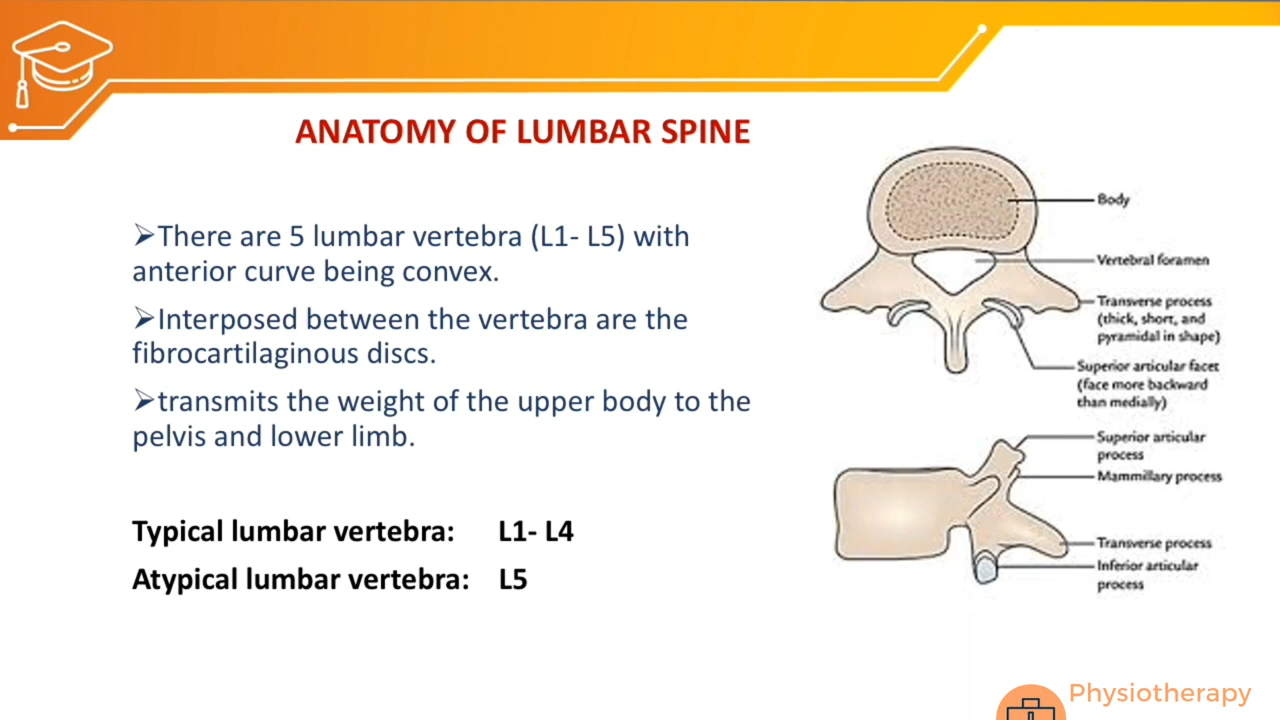 ANATOMY OF LUMBAR SPINE
➢There are 5 lumbar vertebra (L1- L5) with
anterior curve being convex.
➢Interposed between the vertebra are the
fibrocartilaginous discs.
➢transmits the weight of the upper body to the
pelvis and lower limb.
Typical lumbar vertebra: L1- L4
Atypical lumbar vertebra: L5
Body
Vertebral foramen
Transverse process
(thick, short, and
pyramidal in shape)
Superior articular facet
(face more backward
than medially)
Superior articular
process
Mammillary process
Transverse process
Inferior articular
process
Physiotherapy